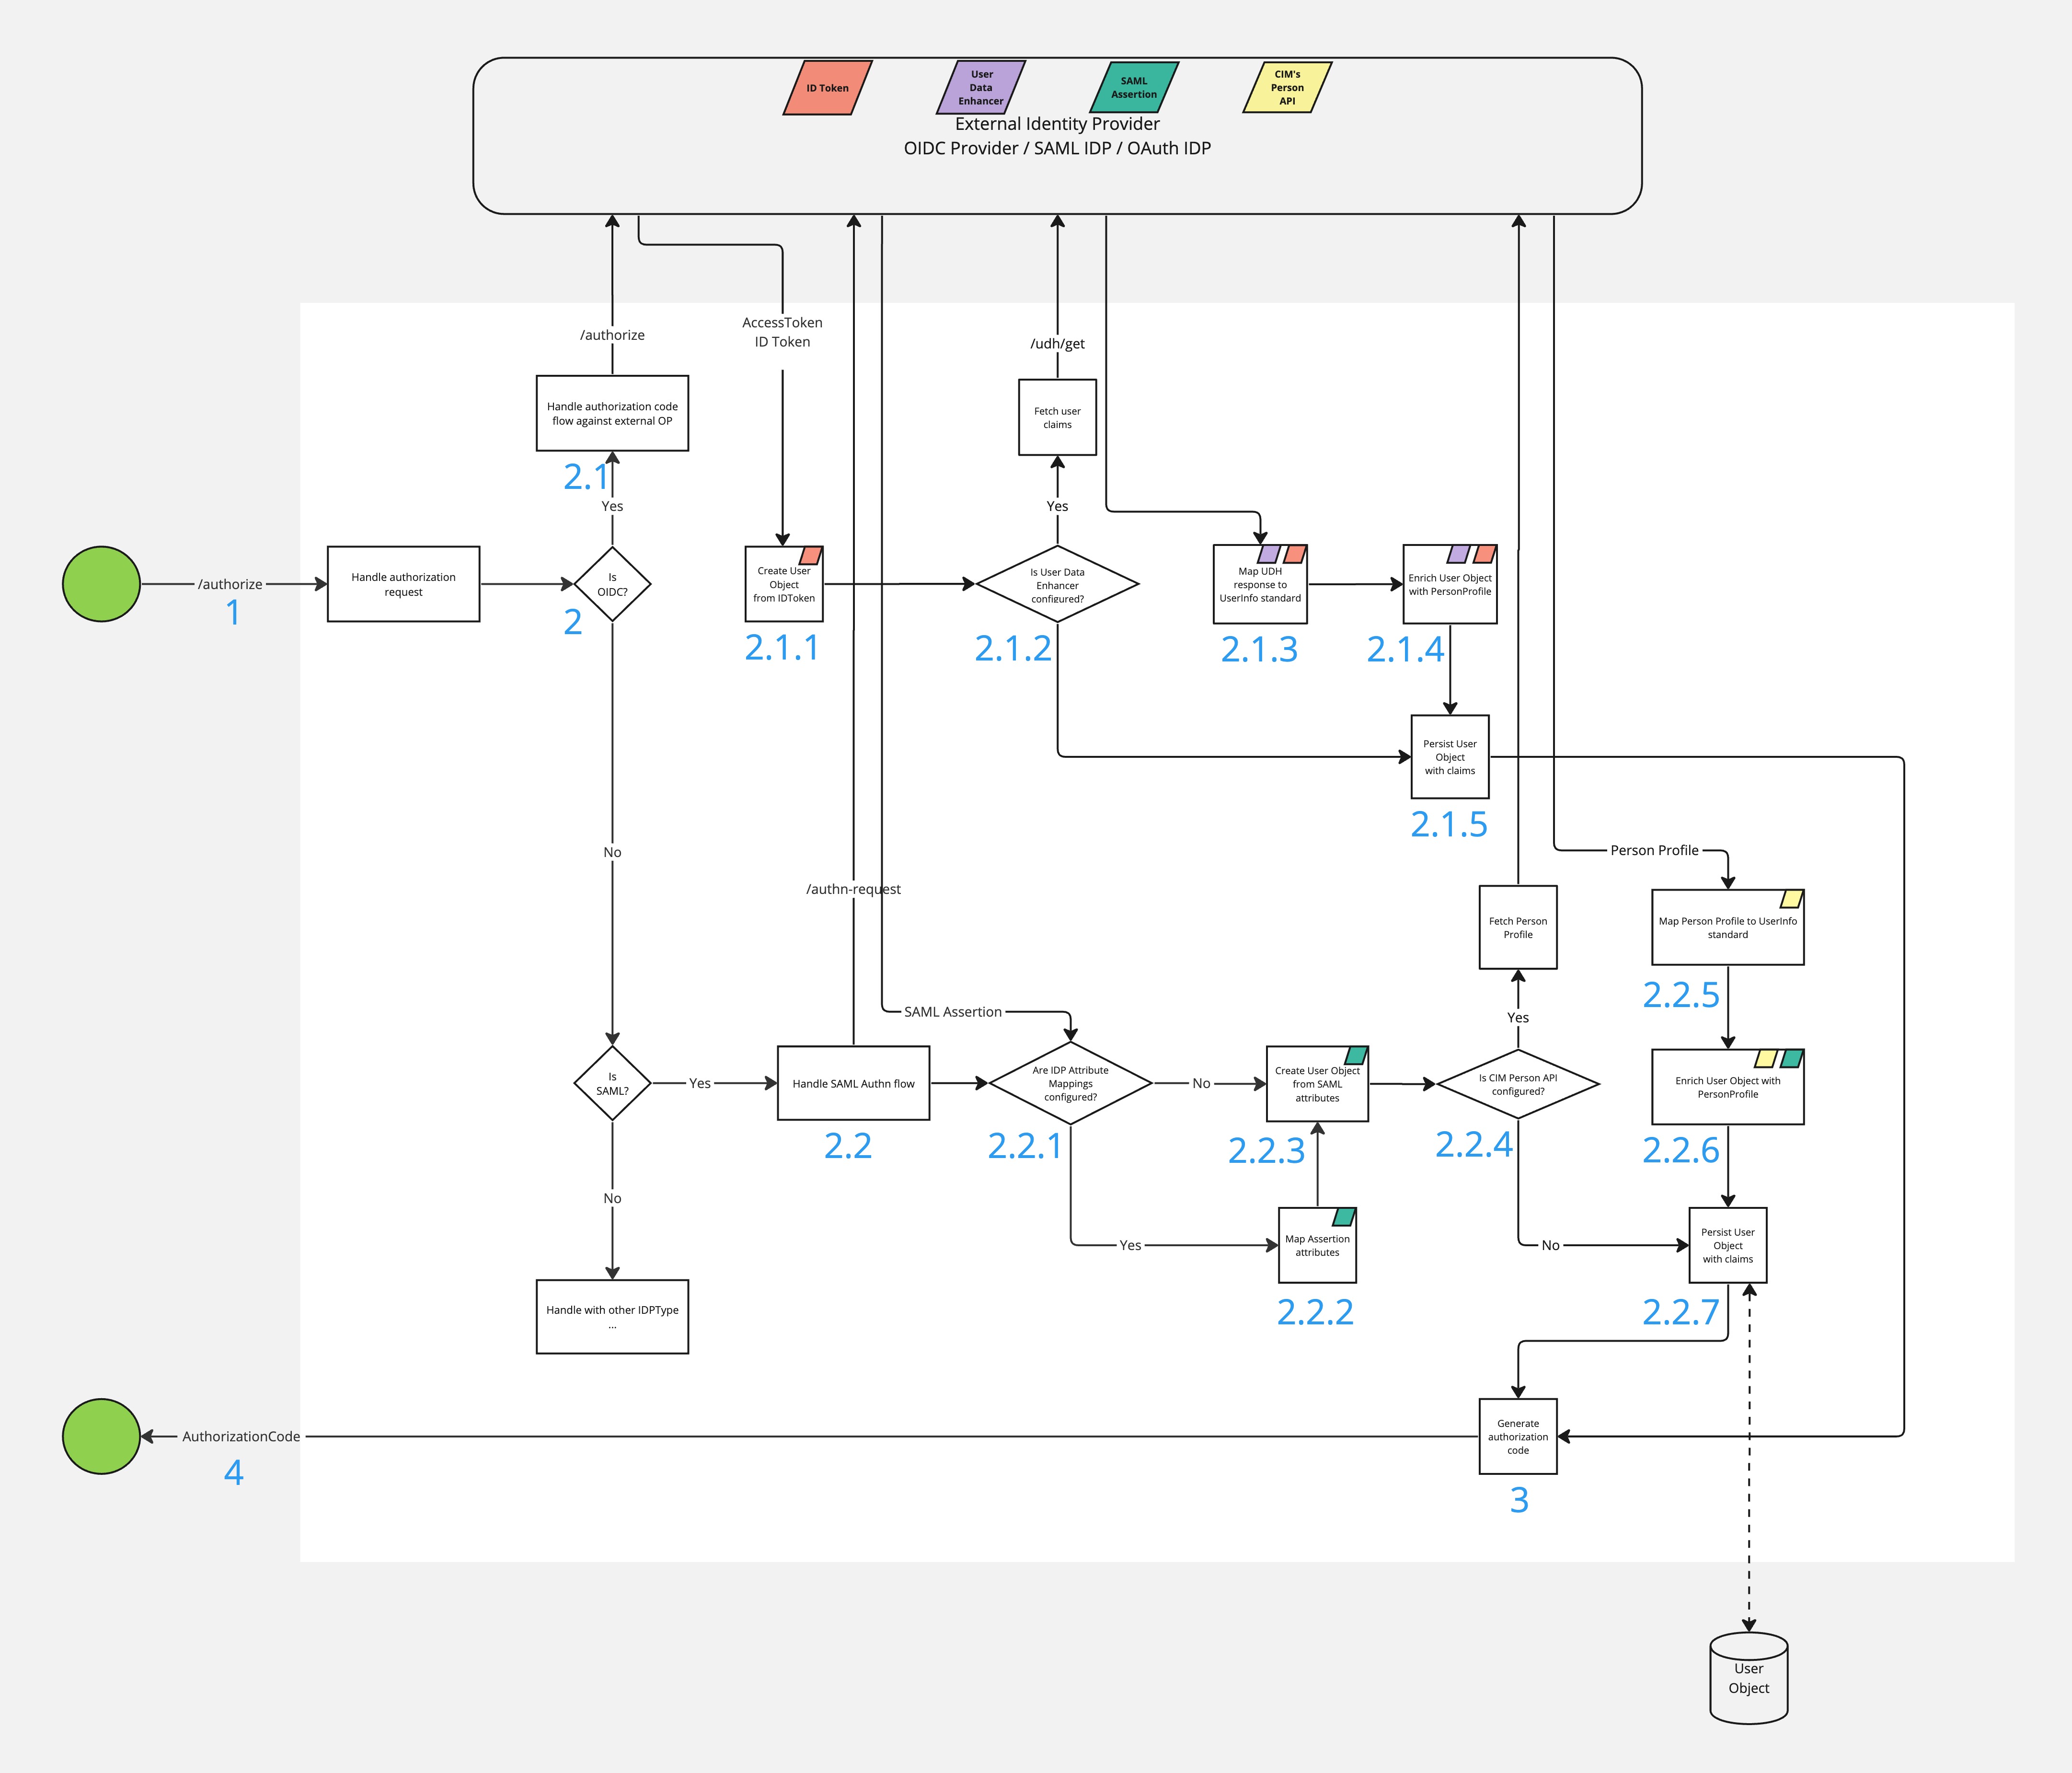 ID Token
User
Data
Enhancer
SAML
Assertion
CIM's
Person
API
External Identity Provider
OIDC Provider / SAML IDP / OAuth IDP
/authorize
AccessToken
ID Token
/udh/get
Handle authorization code
flow against external OP
2.1
Yes
Fetch user
claims
Yes
/authorize
1
Handle authorization
request
Is
OIDC?
2
Create User
Object
from IDToken
2.1.1
Is User Data
Enhancer
configured?
2.1.2
Map UDH
response to
UserInfo standard
2.1.3
Enrich User Object
with PersonProfile
2.1.4
Persist User
Object
with claims
2.1.5
No
/authn-request
Person Profile
Fetch Person
Profile
Map Person Profile to UserInfo
standard
2.2.5
Yes
SAML Assertion
Is
SAML?
Yes
Handle SAML Authn flow
2.2
Are IDP Attribute
Mappings
configured?
2.2.1
No
Create User Object
from SAML
attributes
2.2.3
Is CIM Person API
configured?
2.2.4
Enrich User Object with
PersonProfile
2.2.6
No
Yes
Map Assertion
attributes
2.2.2
No
Persist User
Object
with claims
2.2.7
Handle with other IDPType
...
AuthorizationCode
4
Generate
authorization
code
3
User
Object